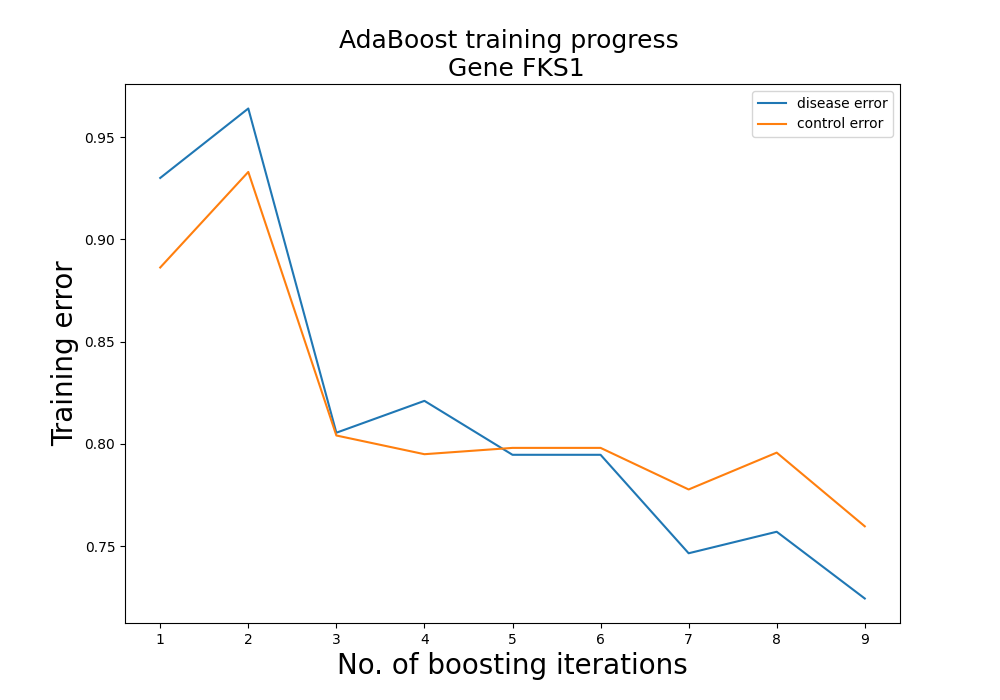 AdaBoost training progress
Gene FKS1
disease error
control error
0.95
0.90
0.85
0.80
0.75
Training error
1 2 3 4 5 6 7 8 9
No. of boosting iterations